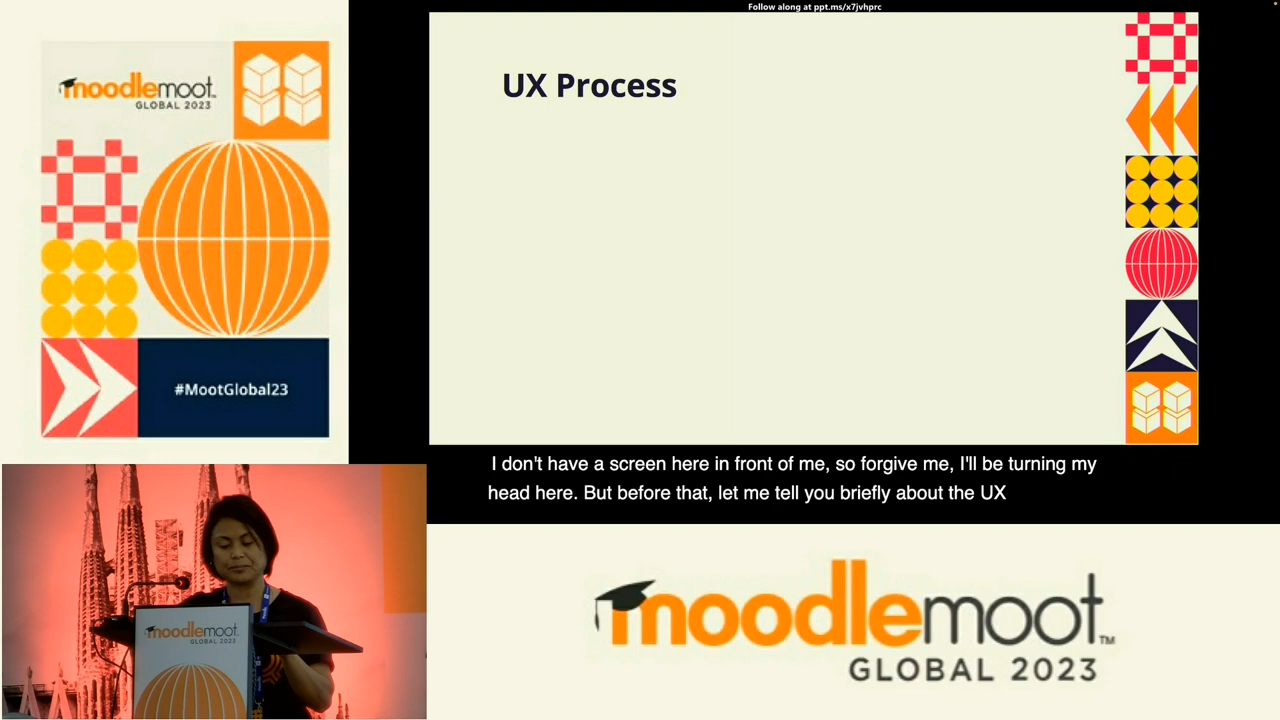 Follow along at ppt.ms/x7jvhprc
moodlemoot™
GLOBAL 2023
#MootGlobal23
UX Process
I don't have a screen here in front of me, so forgive me, I'll be turning my
head here. But before that, let me tell you briefly about the UX
moodlemoot
GLOBAL 2023
moodlemoot™
GLOBAL 2023